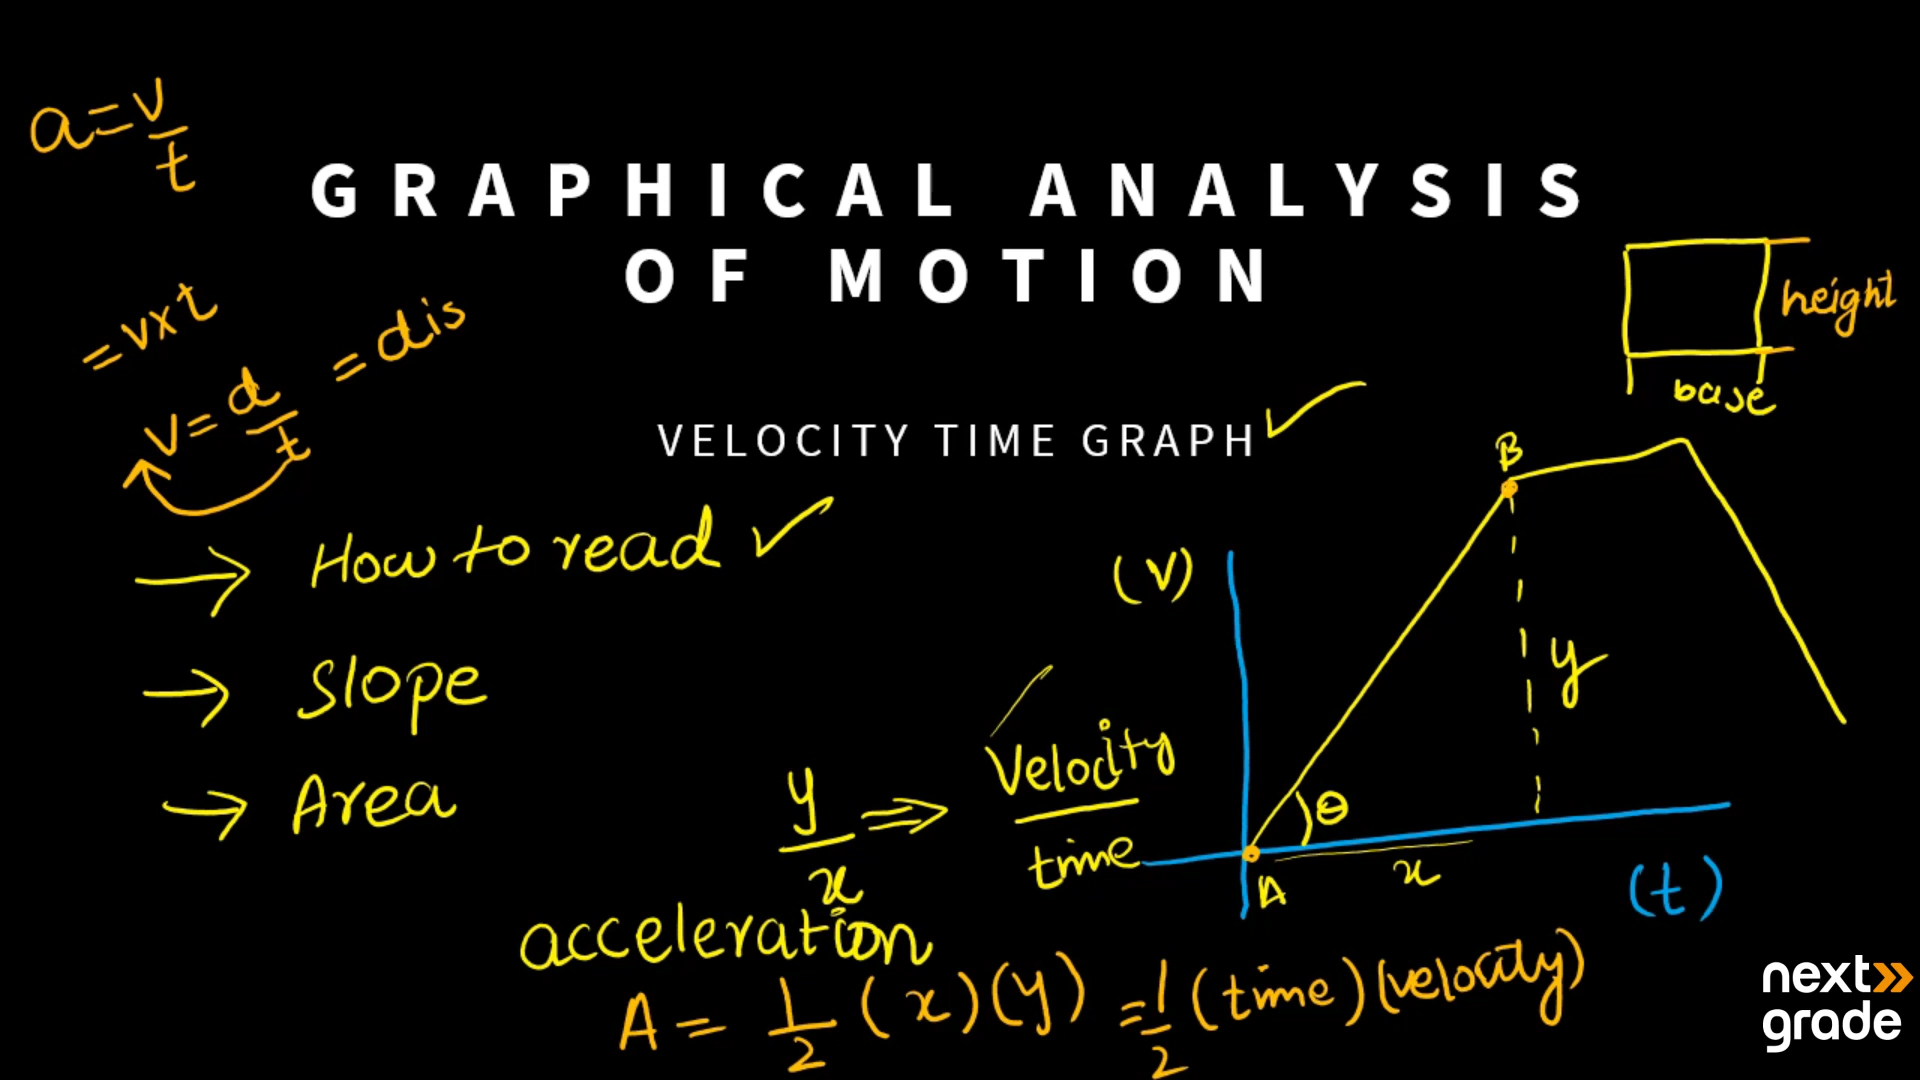 a = v/t
GRAPHICAL ANALYSIS
OF MOTION
= v x t
v = d/t = dis
height
base
VELOCITY TIME GRAPH
→ How to read
→ Slope
→ Area
B
(V)
y
θ
A
x
(t)
y/x ⇒ Velocity/time
acceleration
A = 1/2 (x)(y) = 1/2 (time)(velocity)
next
grade